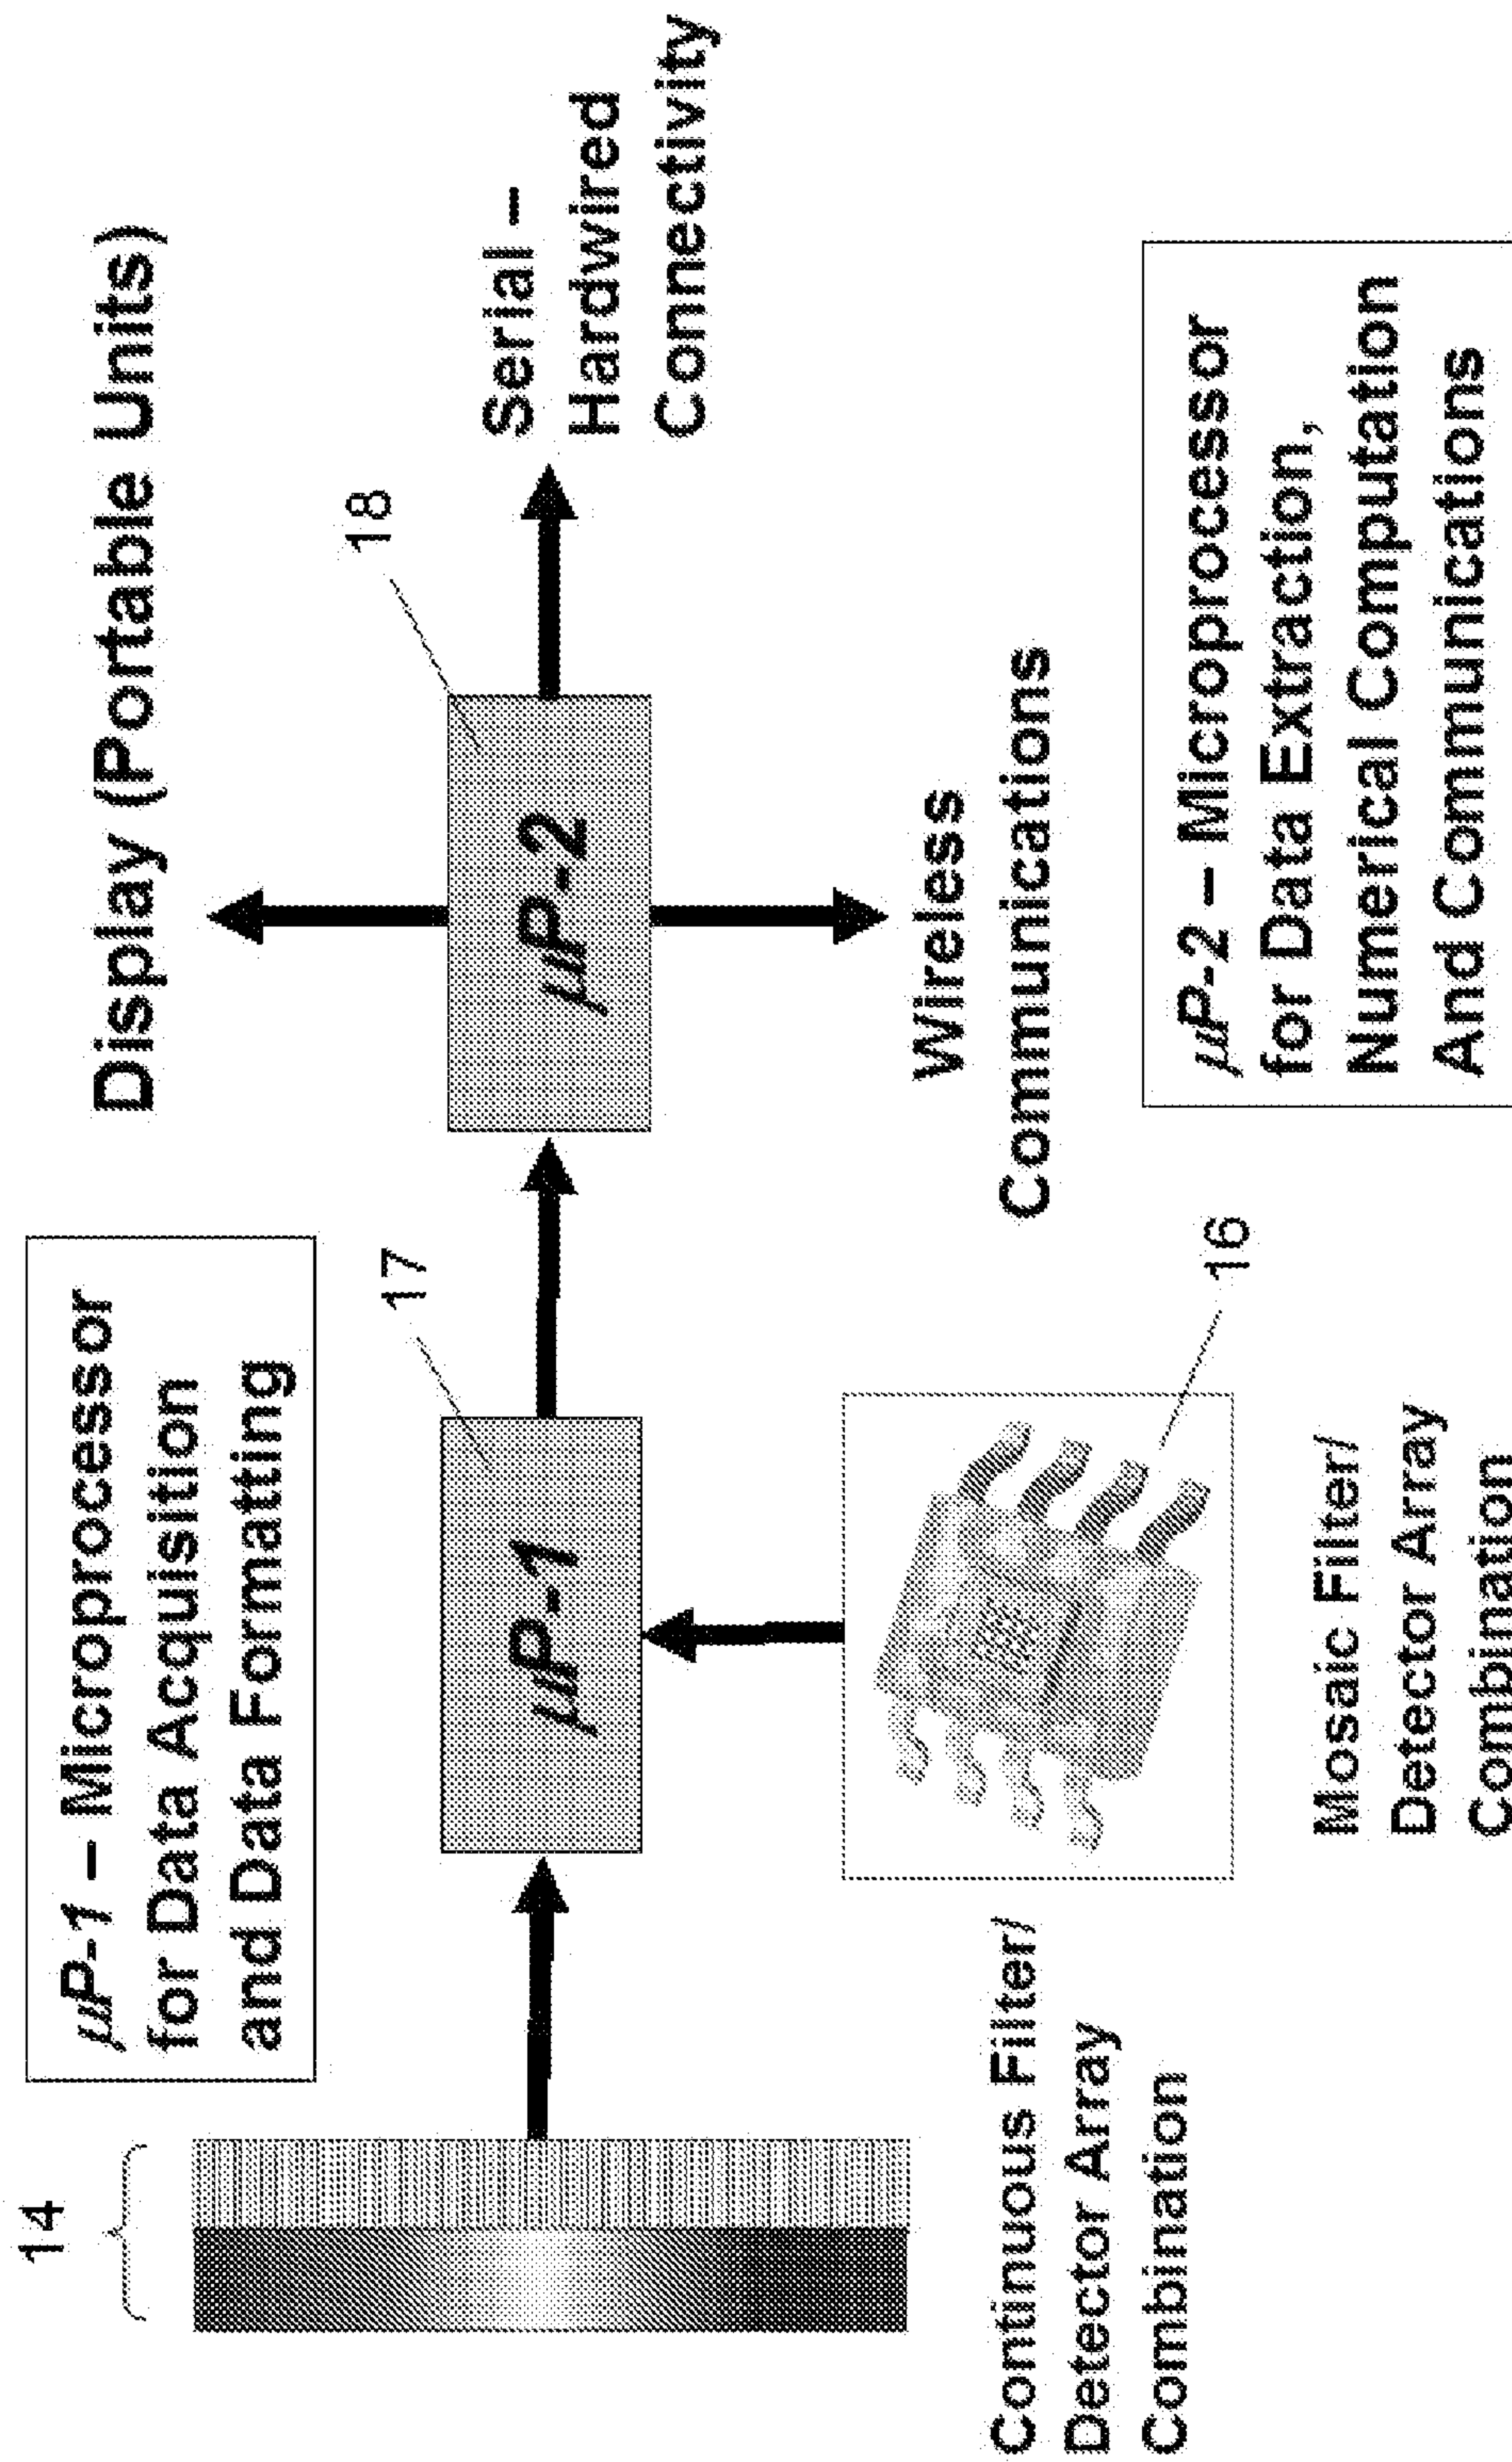 14
μP-1 – Microprocessor
for Data Acquisition
and Data Formatting
Display (Portable Units)
17
18
μP-1
μP-2
Serial –
Hardwired
Connectivity
16
Continuous Filter/
Detector Array
Combination
Mosaic Filter/
Detector Array
Combination
Wireless
Communications
μP-2 – Microprocessor
for Data Extraction,
Numerical Computation
And Communications